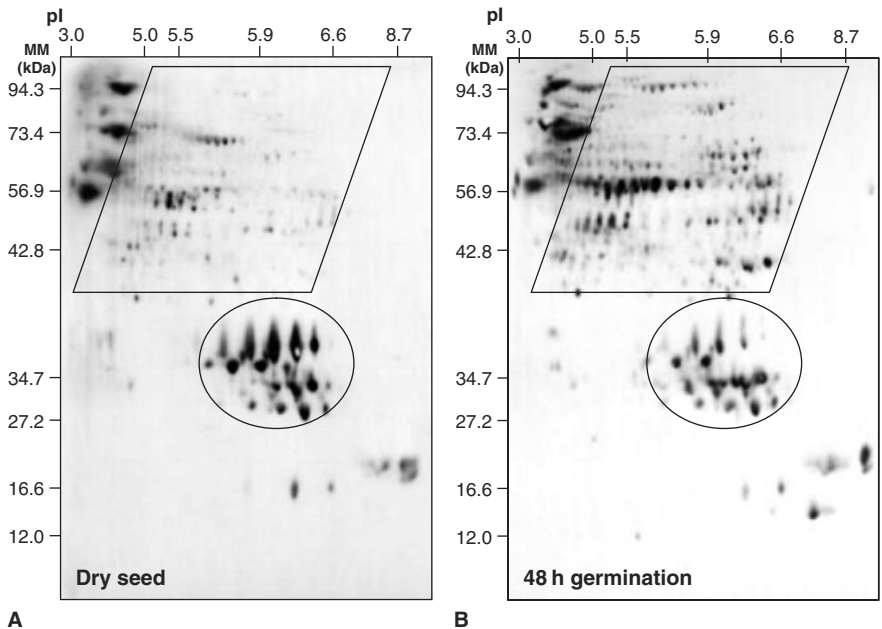 pI
3.0 5.0 5.5 5.9 6.6 8.7
MM
(kDa)
94.3
73.4
56.9
42.8
34.7
27.2
16.6
12.0
Dry seed
A
pI
3.0 5.0 5.5 5.9 6.6 8.7
MM
(kDa)
94.3
73.4
56.9
42.8
34.7
27.2
16.6
12.0
48 h germination
B